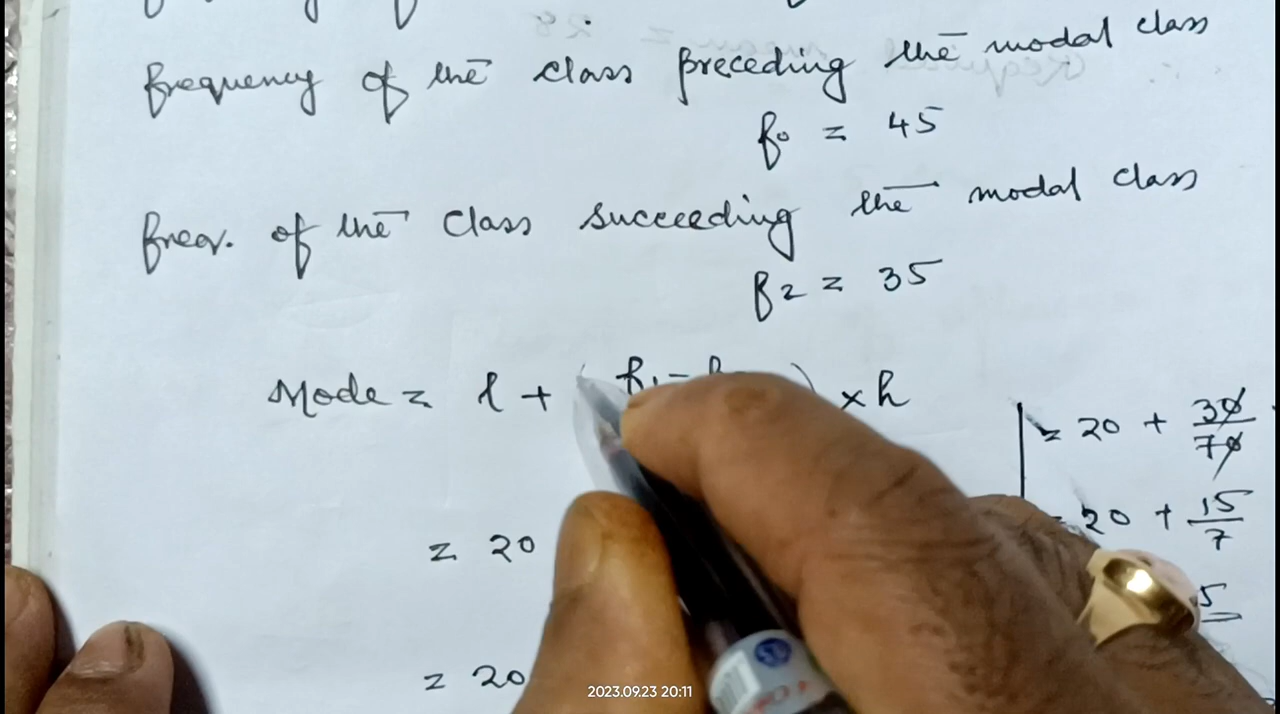 frequency of the class preceding the modal class
f₀ = 45
freq. of the class succeeding the modal class
f₂ = 35
Mode = l + ( f₁ - f ) × h
= 20
= 20
= 20 + 30/70
= 20 + 15/7
5
2023.09.23 20:11